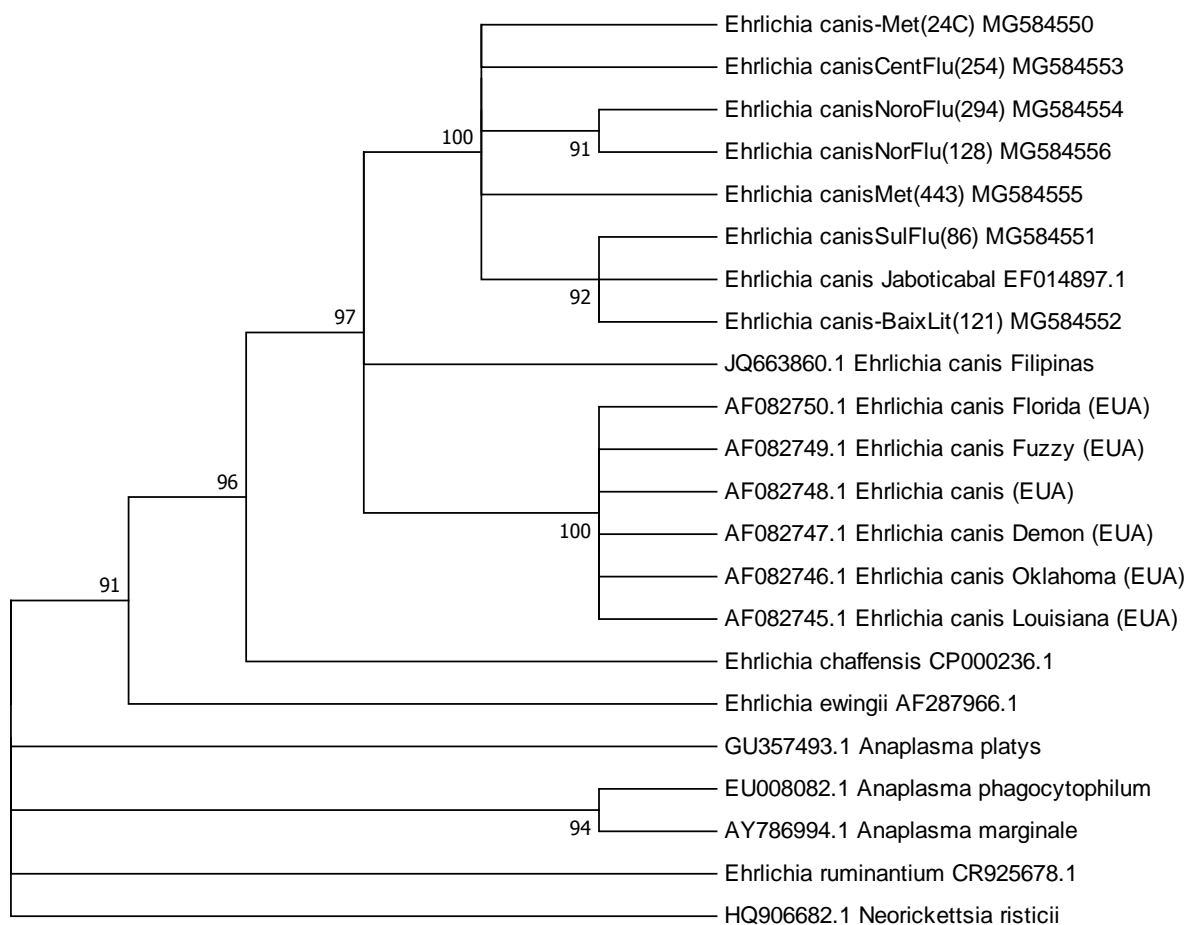 Ehrlichia canis-Met(24C) MG584550
Ehrlichia canisCentFlu(254) MG584553
Ehrlichia canisNoroFlu(294) MG584554
100
91
Ehrlichia canisNorFlu(128) MG584556
Ehrlichia canisMet(443) MG584555
Ehrlichia canisSulFlu(86) MG584551
Ehrlichia canis Jaboticabal EF014897.1
92
Ehrlichia canis-BaixLit(121) MG584552
97
JQ663860.1 Ehrlichia canis Filipinas
AF082750.1 Ehrlichia canis Florida (EUA)
AF082749.1 Ehrlichia canis Fuzzy (EUA)
96
AF082748.1 Ehrlichia canis (EUA)
100
AF082747.1 Ehrlichia canis Demon (EUA)
AF082746.1 Ehrlichia canis Oklahoma (EUA)
91
AF082745.1 Ehrlichia canis Louisiana (EUA)
Ehrlichia chaffensis CP000236.1
Ehrlichia ewingii AF287966.1
GU357493.1 Anaplasma platys
EU008082.1 Anaplasma phagocytophilum
94
AY786994.1 Anaplasma marginale
Ehrlichia ruminantium CR925678.1
HQ906682.1 Neorickettsia risticii